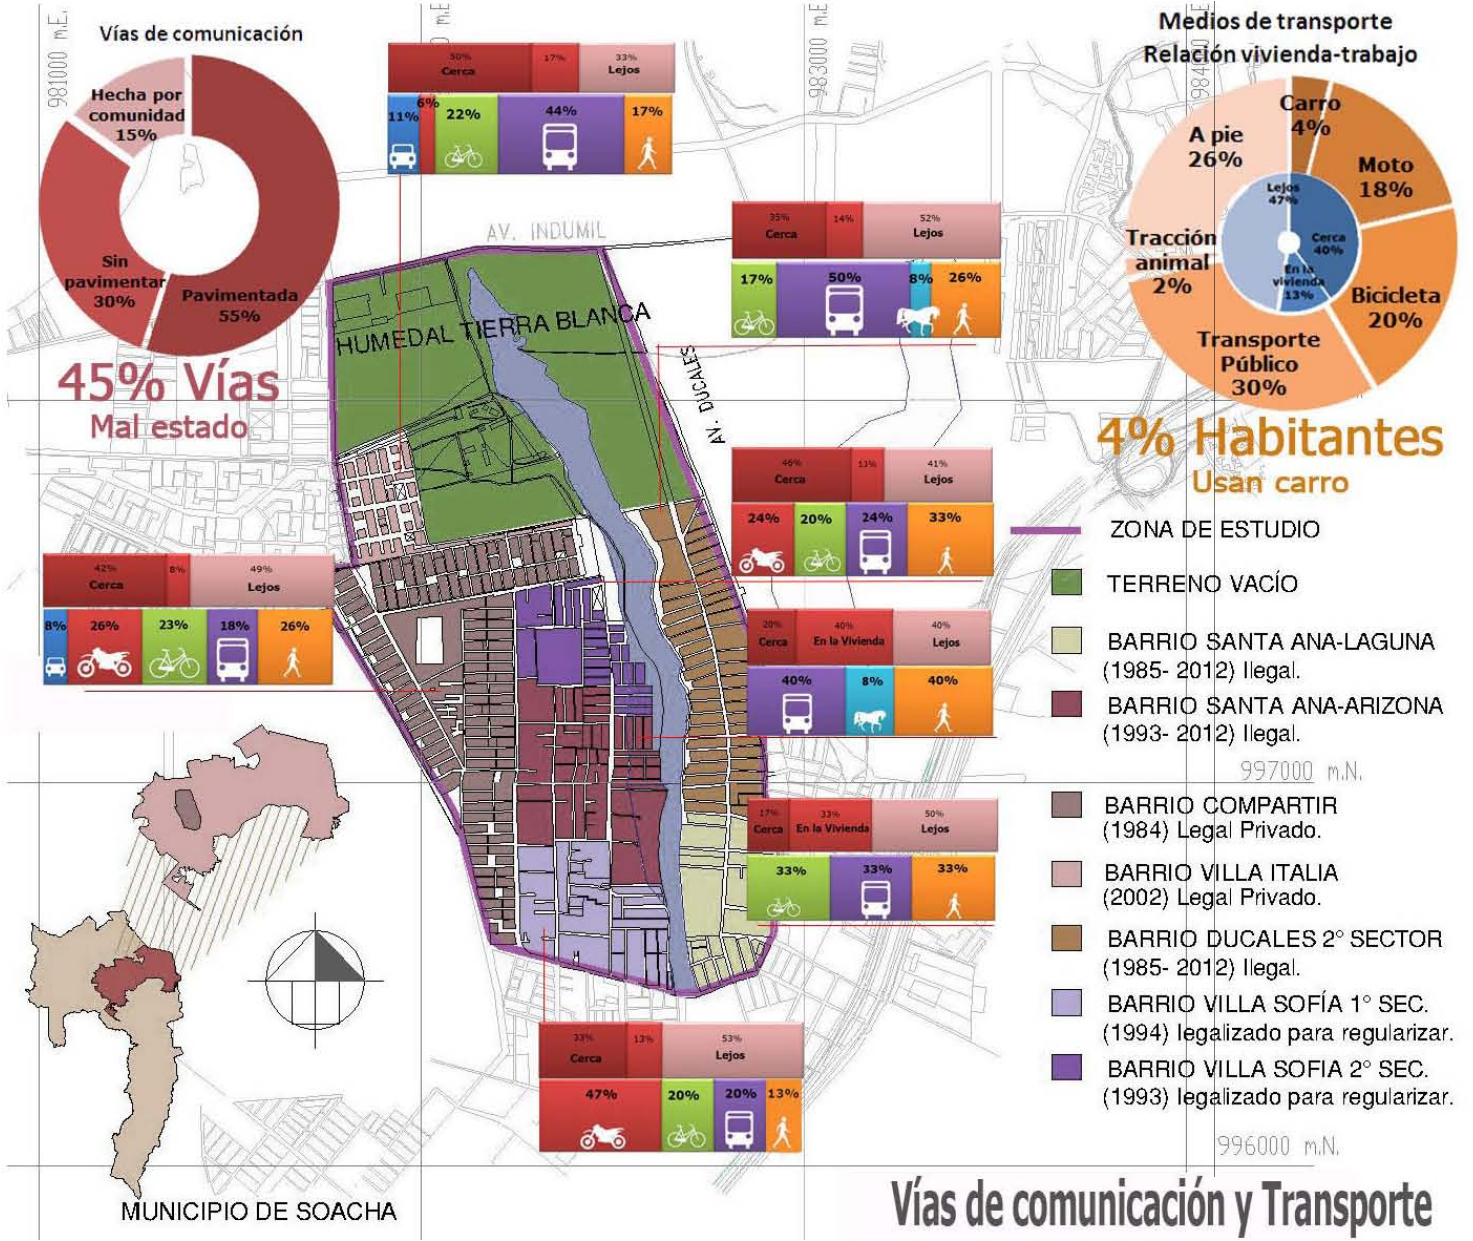 981000 m.E.
m.E.
983000 m.E.
984000 m.E.
Vías de comunicación
Hecha por
comunidad
15%
Sin
pavimentar
30%
Pavimentada
55%
45% Vías
Mal estado
50%
Cerca
17%
33%
Lejos
11%
6%
22%
44%
17%
Medios de transporte
Relación vivienda-trabajo
Carro
4%
A pie
26%
Moto
18%
Lejos
47%
Cerca
40%
En la
vivienda
13%
Tracción
animal
2%
Bicicleta
20%
Transporte
Público
30%
4% Habitantes
Usan carro
35%
Cerca
14%
52%
Lejos
17%
50%
8%
26%
AV. INDUMIL
HUMEDAL TIERRA BLANCA
AV. DUCALES
46%
Cerca
13%
41%
Lejos
24%
20%
24%
33%
42%
Cerca
8%
49%
Lejos
8%
26%
23%
18%
26%
20%
Cerca
40%
En la Vivienda
40%
Lejos
40%
8%
40%
17%
Cerca
33%
En la Vivienda
50%
Lejos
33%
33%
33%
33%
Cerca
13%
53%
Lejos
47%
20%
20%
13%
ZONA DE ESTUDIO
TERRENO VACÍO
BARRIO SANTA ANA-LAGUNA
(1985- 2012) Ilegal.
BARRIO SANTA ANA-ARIZONA
(1993- 2012) Ilegal.
997000 m.N.
BARRIO COMPARTIR
(1984) Legal Privado.
BARRIO VILLA ITALIA
(2002) Legal Privado.
BARRIO DUCALES 2° SECTOR
(1985- 2012) Ilegal.
BARRIO VILLA SOFÍA 1° SEC.
(1994) legalizado para regularizar.
BARRIO VILLA SOFIA 2° SEC.
(1993) legalizado para regularizar.
996000 m.N.
MUNICIPIO DE SOACHA
Vías de comunicación y Transporte